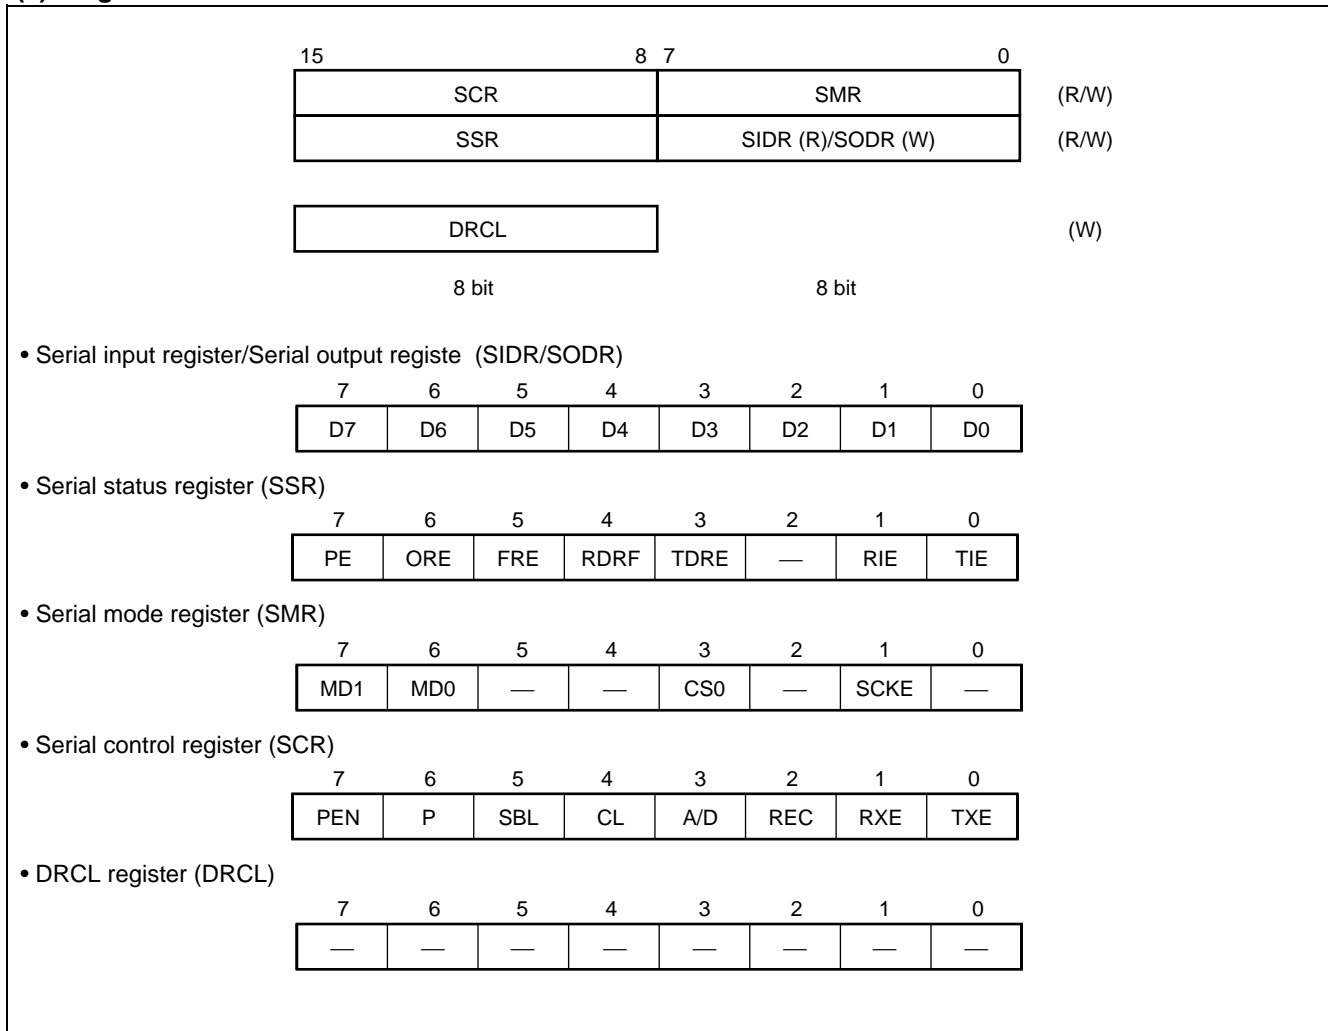 15 8 7 0
SCR SMR (R/W)
SSR SIDR (R)/SODR (W) (R/W)
DRCL (W)
8 bit 8 bit
• Serial input register/Serial output registe (SIDR/SODR)
7 6 5 4 3 2 1 0
D7 D6 D5 D4 D3 D2 D1 D0
• Serial status register (SSR)
7 6 5 4 3 2 1 0
PE ORE FRE RDRF TDRE — RIE TIE
• Serial mode register (SMR)
7 6 5 4 3 2 1 0
MD1 MD0 — — CS0 — SCKE —
• Serial control register (SCR)
7 6 5 4 3 2 1 0
PEN P SBL CL A/D REC RXE TXE
• DRCL register (DRCL)
7 6 5 4 3 2 1 0
— — — — — — — —